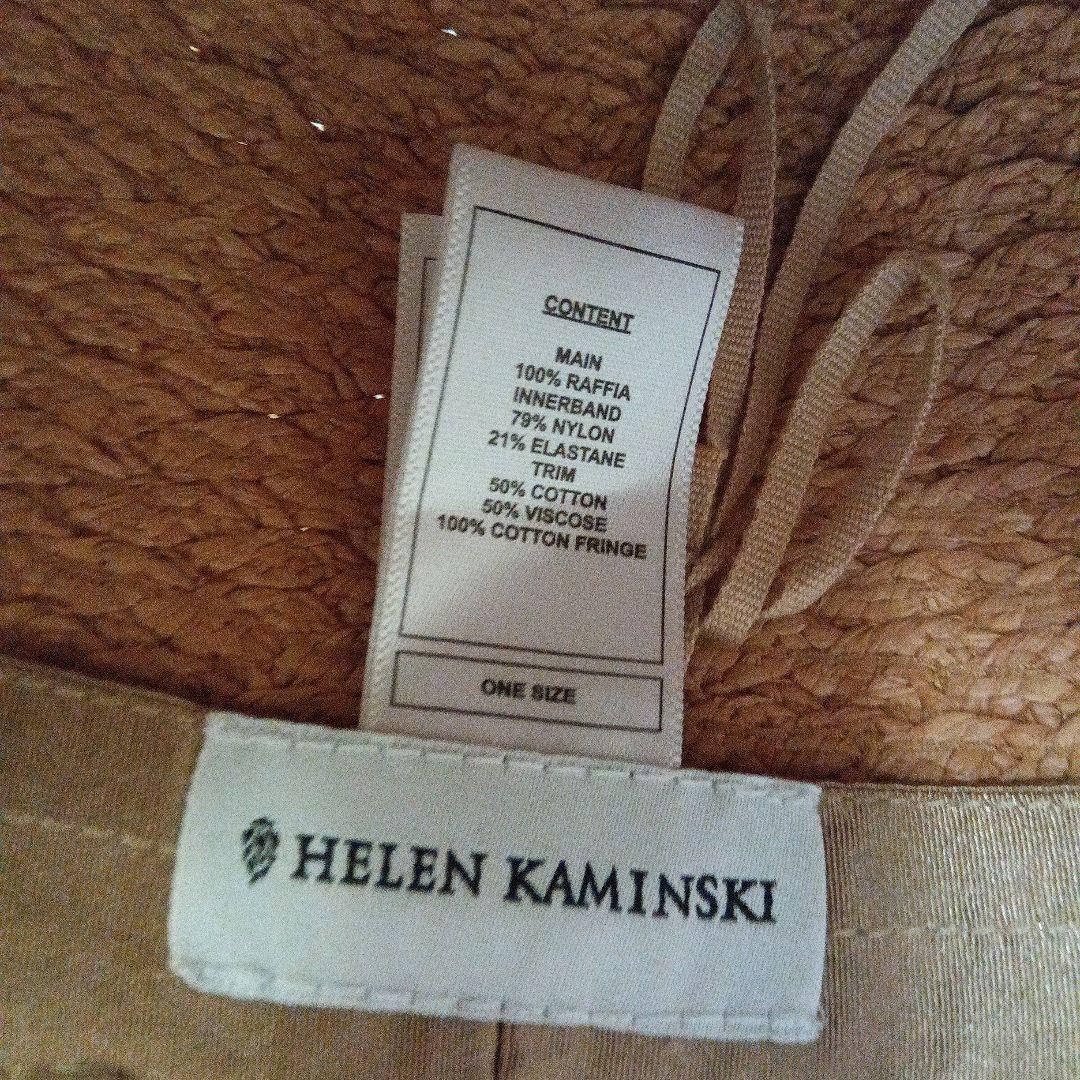 CONTENT
MAIN
100% RAFFIA
INNERBAND
79% NYLON
21% ELASTANE
TRIM
50% COTTON
50% VISCOSE
100% COTTON FRINGE
ONE SIZE
HELEN KAMINSKI